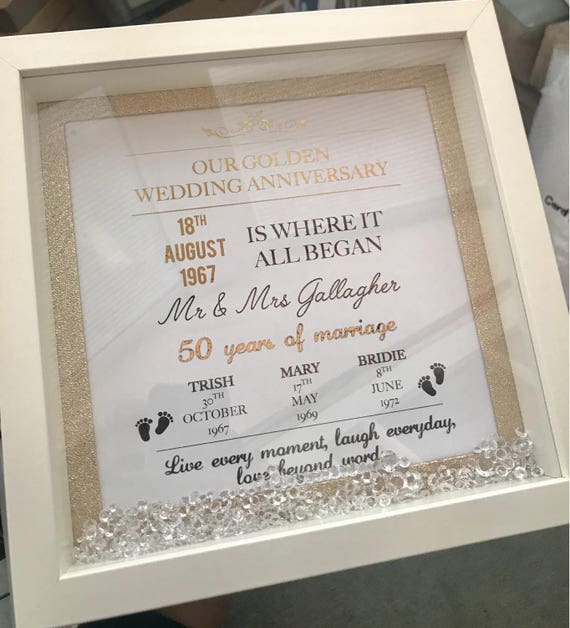 OUR GOLDEN
WEDDING ANNIVERSARY
18TH
AUGUST
1967
IS WHERE IT
ALL BEGAN
Mr & Mrs Gallagher
50 years of marriage
TRISH
30TH
OCTOBER
1967
MARY
17TH
MAY
1969
BRIDIE
8TH
JUNE
1972
Live every moment, laugh everyday,
love beyond